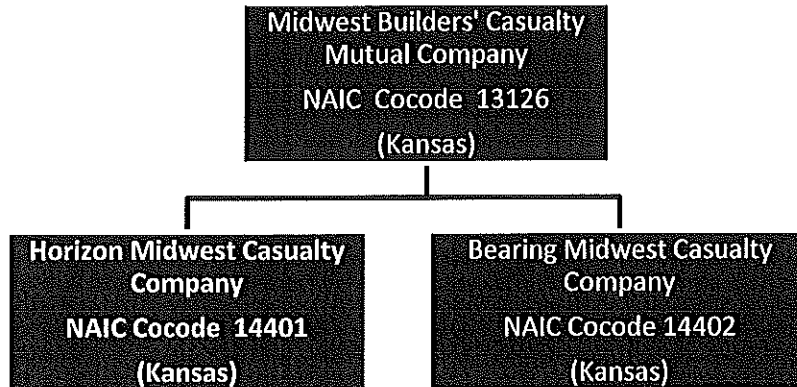 Midwest Builders' Casualty
Mutual Company
NAIC Cocode 13126
(Kansas)
Horizon Midwest Casualty
Company
NAIC Cocode 14401
(Kansas)
Bearing Midwest Casualty
Company
NAIC Cocode 14402
(Kansas)